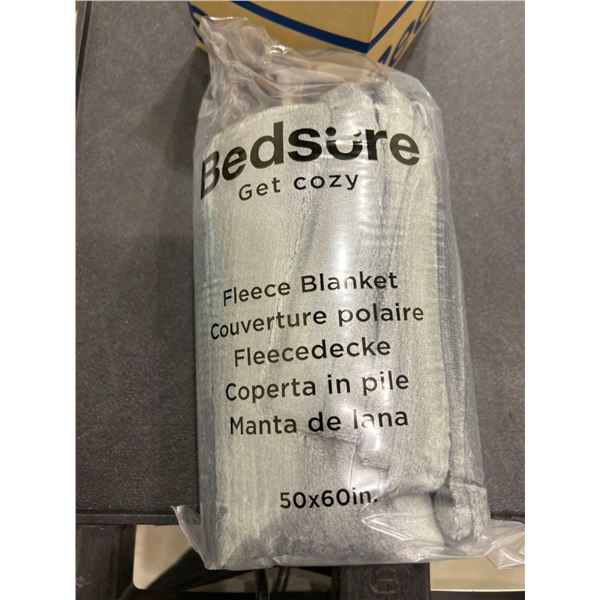 Bedsure
Get cozy
Fleece Blanket
Couverture polaire
Fleecedecke
Coperta in pile
Manta de lana
50x60in.